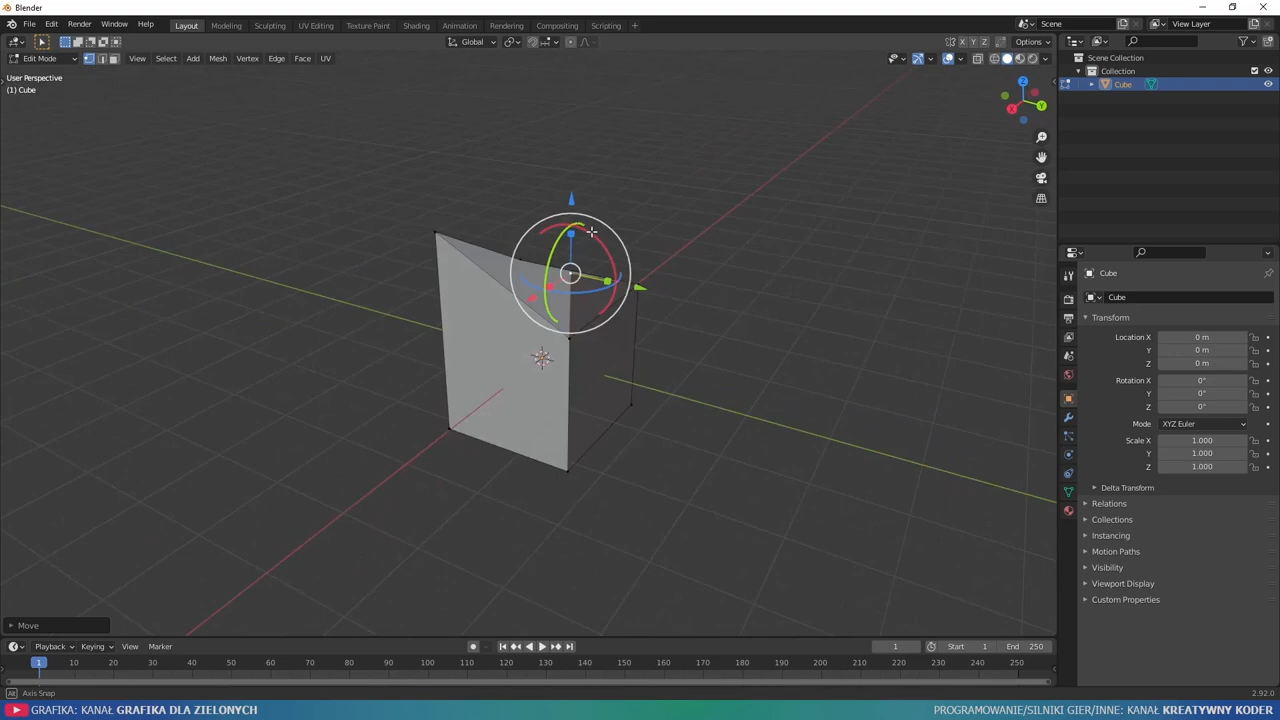 Blender
File Edit Render Window Help Layout Modeling Sculpting UV Editing Texture Paint Shading Animation Rendering Compositing Scripting + Scene View Layer
Global X Y Z Options
Edit Mode View Select Add Mesh Vertex Edge Face UV
User Perspective
(1) Cube
Z
X Y
Scene Collection
Collection
Cube
Cube
Cube
Transform
Location X 0 m
Y 0 m
Z 0 m
Rotation X 0°
Y 0°
Z 0°
Mode XYZ Euler
Scale X 1.000
Y 1.000
Z 1.000
Delta Transform
Relations
Collections
Instancing
Motion Paths
Visibility
Viewport Display
Custom Properties
Move
Playback Keying View Marker 1 Start 1 End 250
1 10 20 30 40 50 60 70 80 90 100 110 120 130 140 150 160 170 180 190 200 210 220 230 240 250
Alt Axis Snap 2.92.0
GRAFIKA: KANAŁ GRAFIKA DLA ZIELONYCH PROGRAMOWANIE/SILNIKI GIER/INNE: KANAŁ KREATYWNY KODER